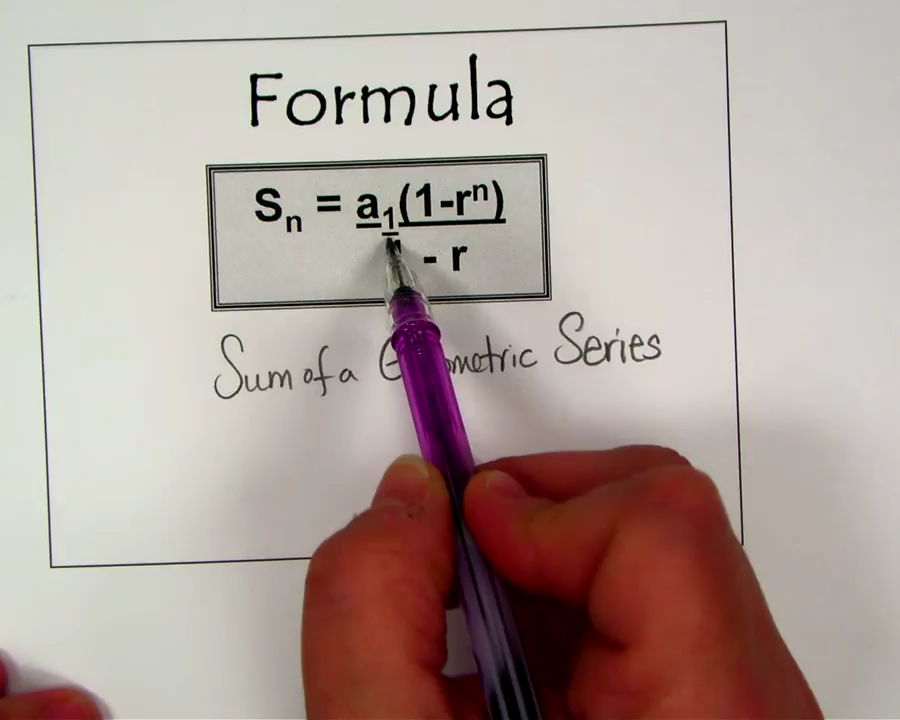 Formula
Sₙ = a₁(1-rⁿ)
- r
Sum of a Series